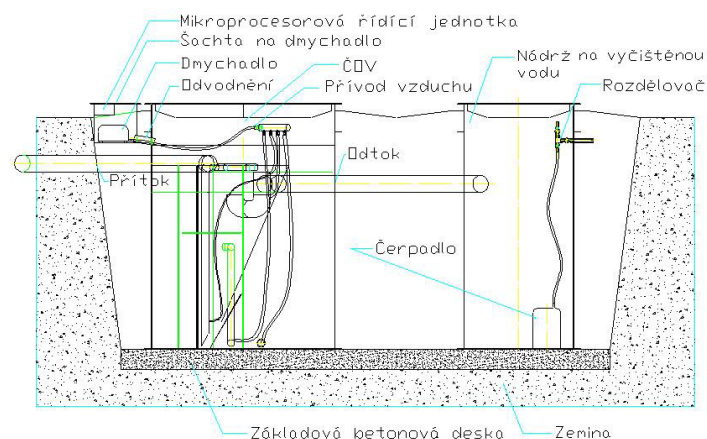 Mikroprocesorová řídící jednotka
Šachta na dmychadlo
Dmychadlo
Odvodnění
ČOV
Přívod vzduchu
Nádrž na vyčištěnou
vodu
Rozdělovač
Přítok
Odtok
Čerpadlo
Základová betonová deska
Zemina